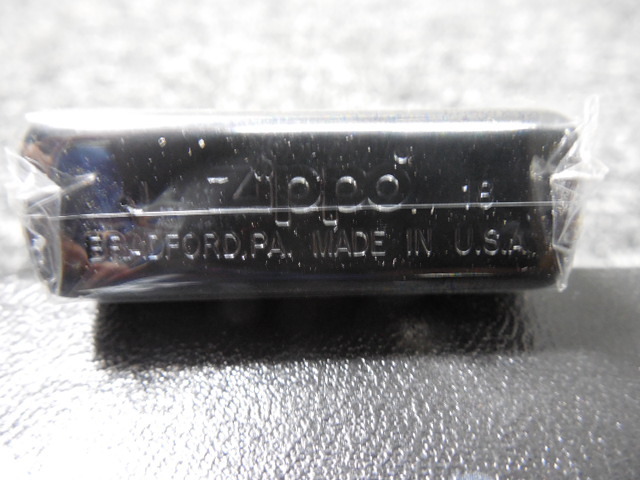 J Zippo 18
BRADFORD, PA. MADE IN U.S.A.